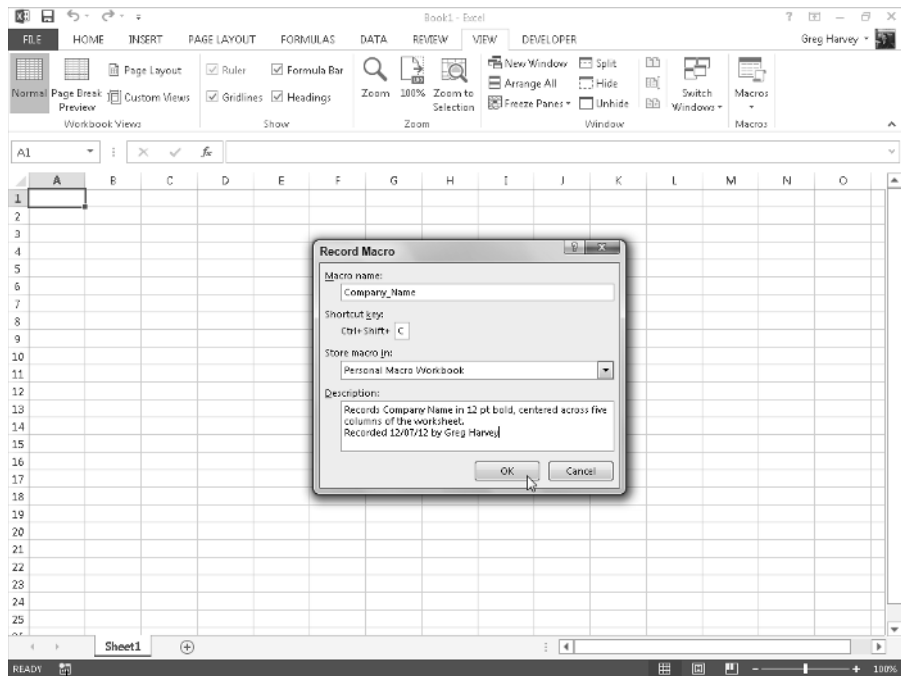 Book1 - Excel
FILE HOME INSERT PAGE LAYOUT FORMULAS DATA REVIEW VIEW DEVELOPER Greg Harvey
Normal
Page Break
Preview
Page Layout
Custom Views
Workbook Views
Ruler
Formula Bar
Gridlines
Headings
Show
Zoom
100%
Zoom to
Selection
Zoom
New Window
Arrange All
Freeze Panes
Split
Hide
Unhide
Switch
Windows
Window
Macros
Macros
A1
fx
A B C D E F G H I J K L M N O
1
2
3
4
5
6
7
8
9
10
11
12
13
14
15
16
17
18
19
20
21
22
23
24
25
Record Macro
Macro name:
Company_Name
Shortcut key:
Ctrl+Shift+ C
Store macro in:
Personal Macro Workbook
Description:
Records Company Name in 12 pt bold, centered across five
columns of the worksheet.
Recorded 12/07/12 by Greg Harvey
OK Cancel
Sheet1
READY 100%